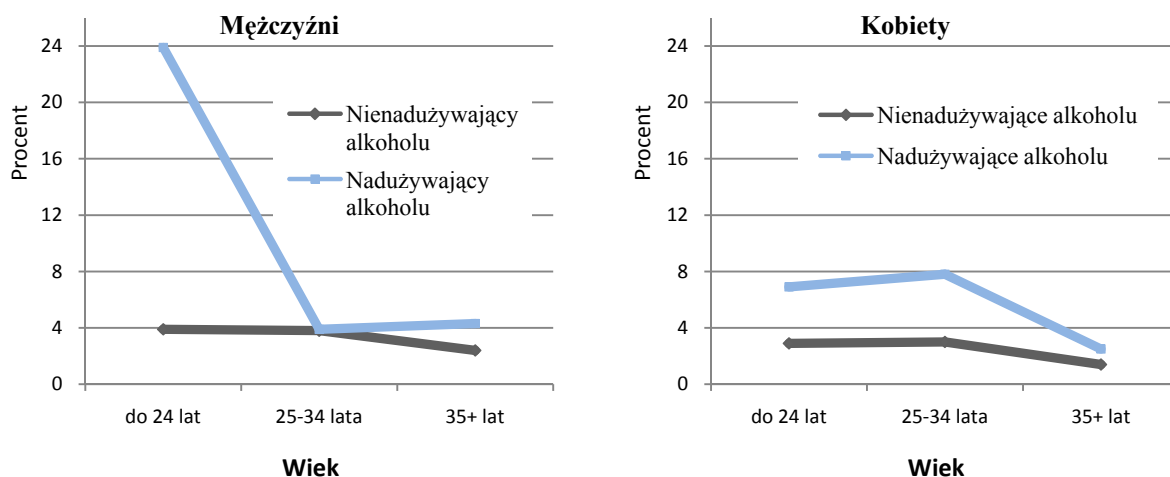 Mężczyźni
24
20
16
12
8
4
0
Procent
Nienadużywający
alkoholu
Nadużywający
alkoholu
do 24 lat
25-34 lata
35+ lat
Wiek
Kobiety
24
20
16
12
8
4
0
Procent
Nienadużywające alkoholu
Nadużywające alkoholu
do 24 lat
25-34 lata
35+ lat
Wiek